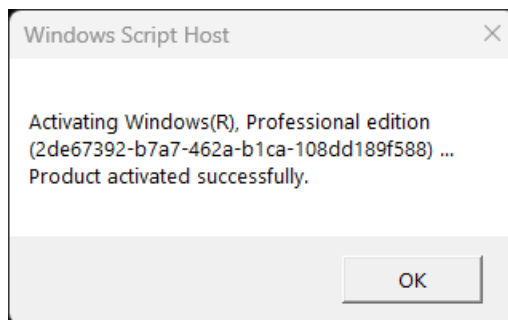 Windows Script Host
Activating Windows(R), Professional edition
(2de67392-b7a7-462a-b1ca-108dd189f588) ...
Product activated successfully.
OK